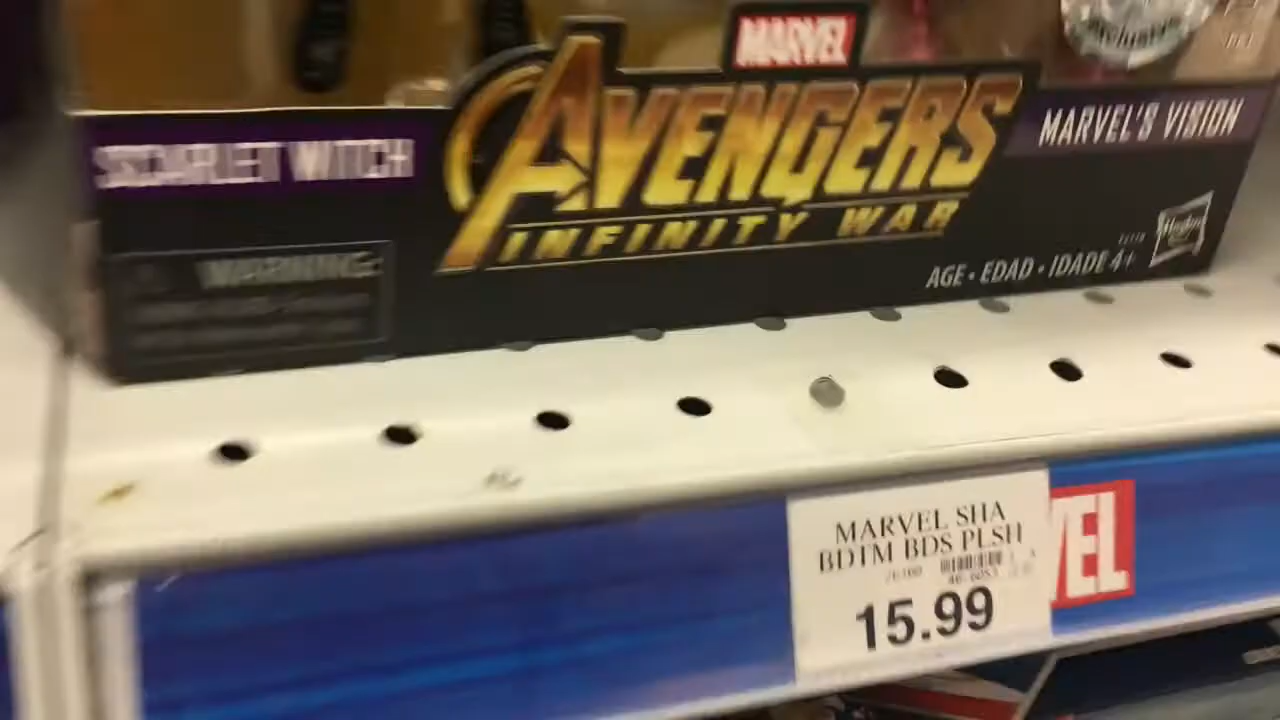 MARVEL
AVENGERS
INFINITY WAR
SCARLET WITCH
MARVEL'S VISION
WARNING:
AGE • EDAD • IDADE 4+
Hasbro
MARVEL SHA
BDTM BDS PLSH
15.99
VEL